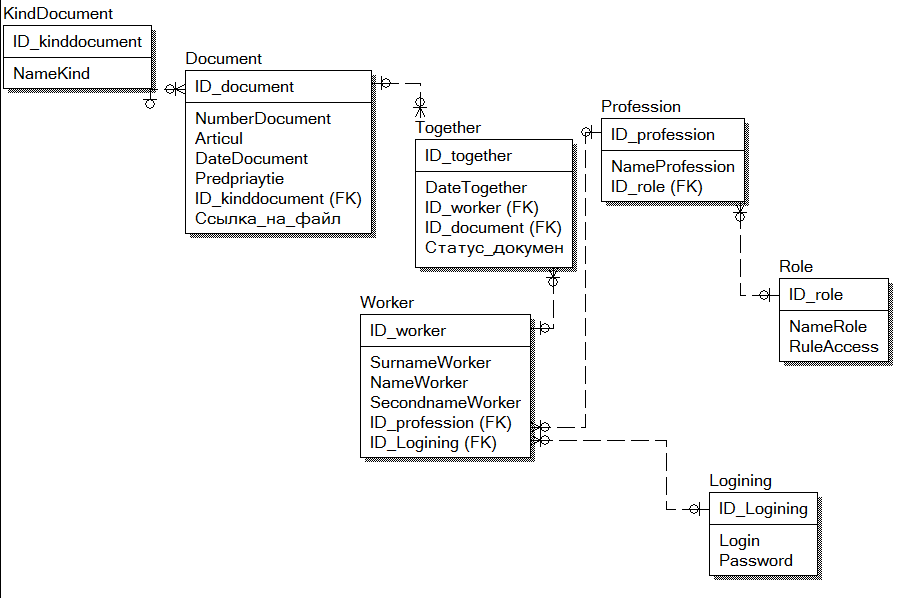 KindDocument
ID_kinddocument
NameKind
Document
ID_document
NumberDocument
Articul
DateDocument
Predpriaytie
ID_kinddocument (FK)
Ссылка_на_файл
Together
ID_together
DateTogether
ID_worker (FK)
ID_document (FK)
Статус_докумен
Profession
ID_profession
NameProfession
ID_role (FK)
Role
ID_role
NameRole
RuleAccess
Worker
ID_worker
SurnameWorker
NameWorker
SecondnameWorker
ID_profession (FK)
ID_Logining (FK)
Logining
ID_Logining
Login
Password